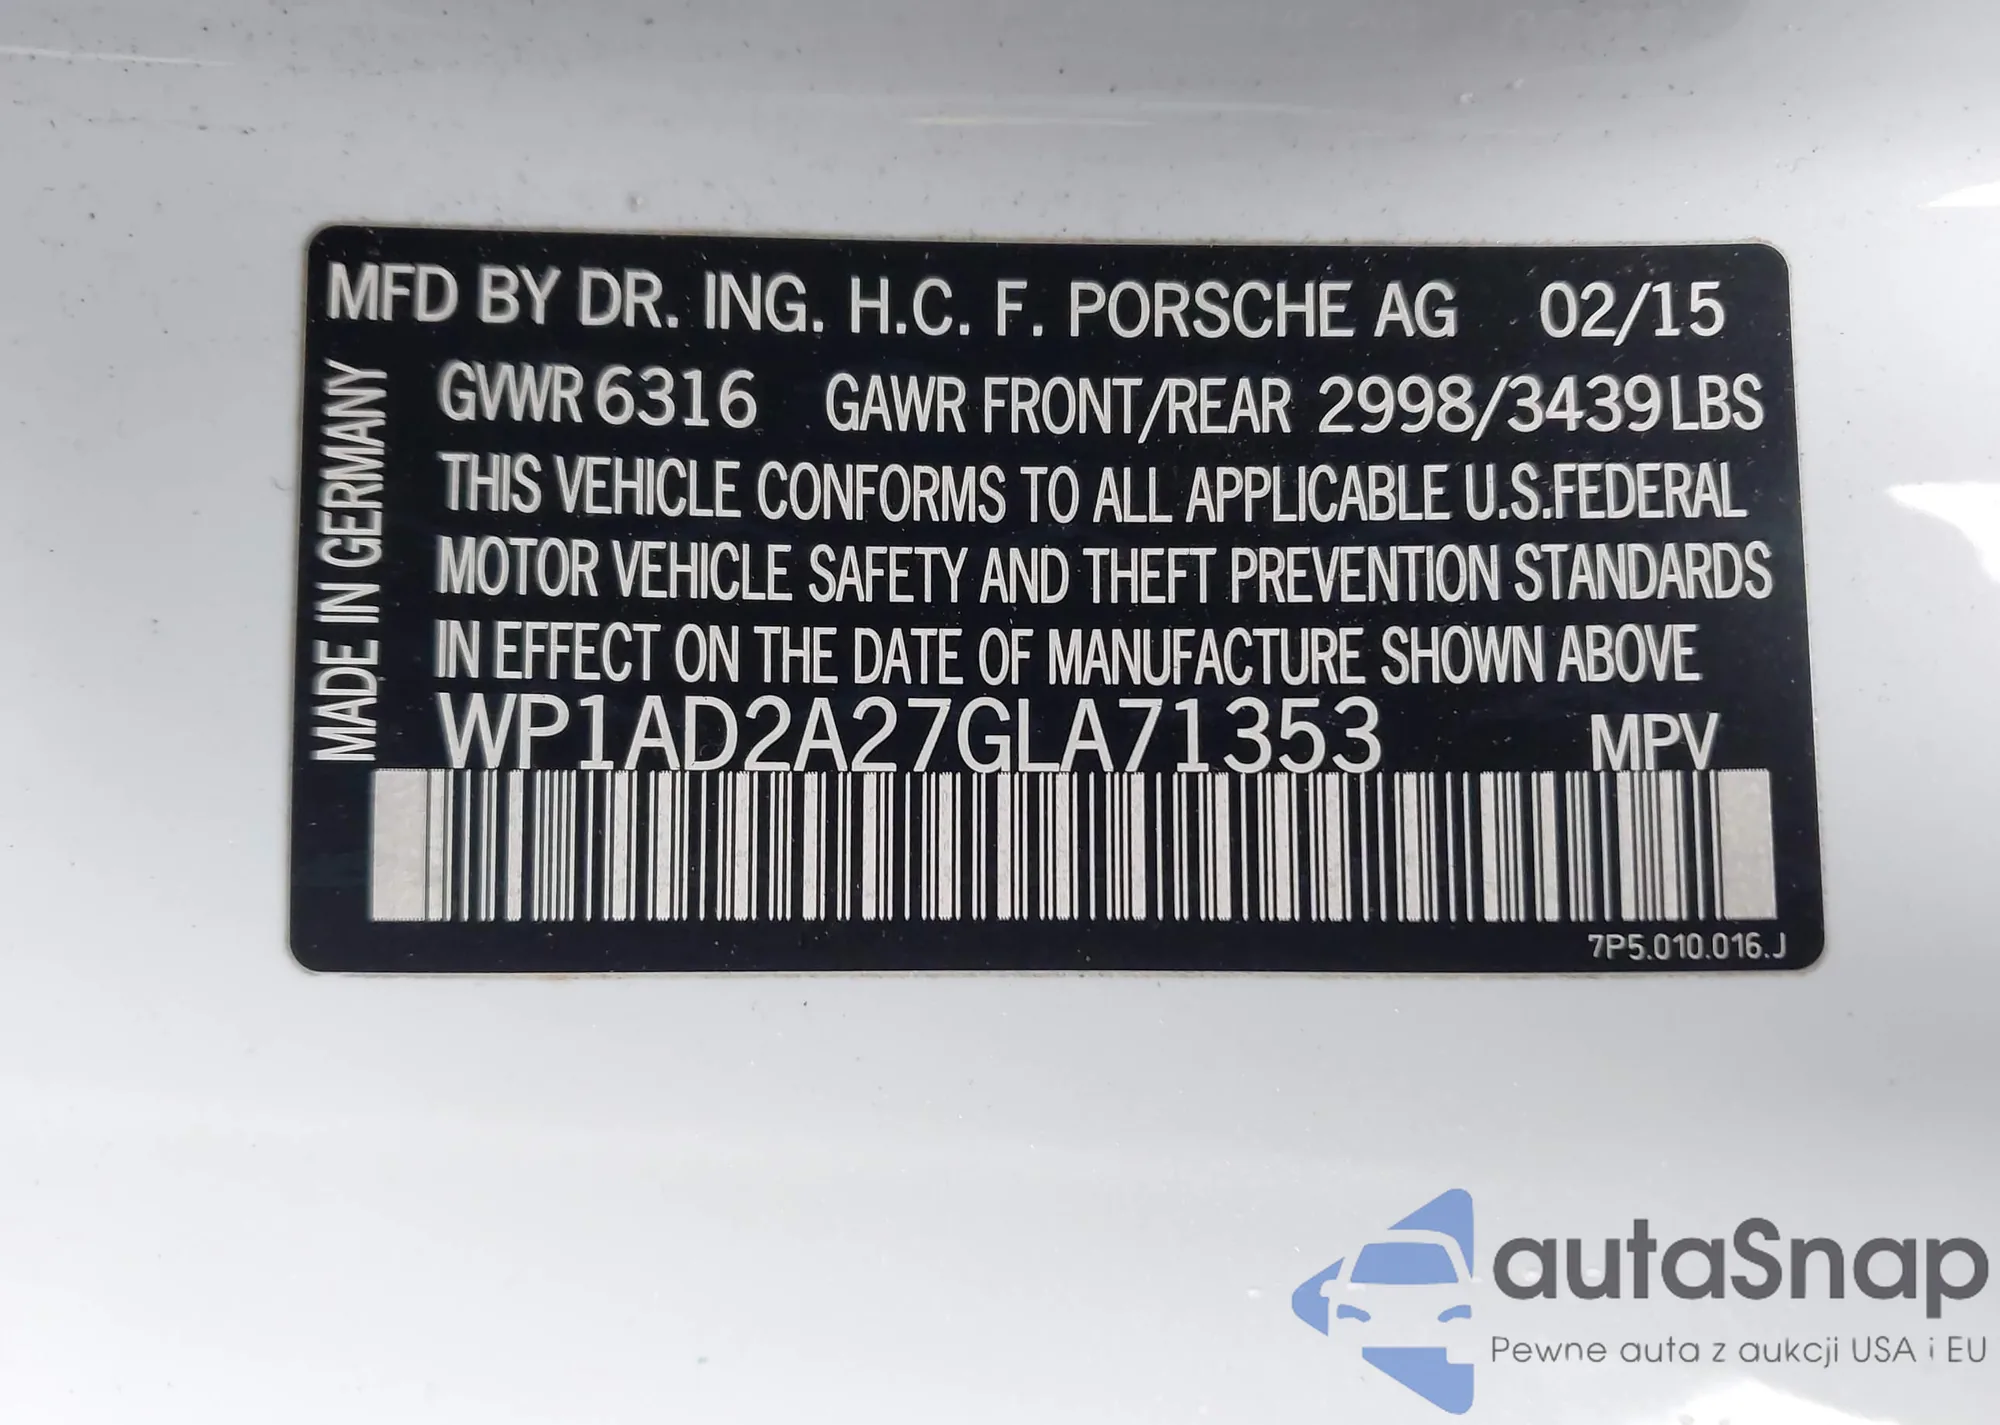 MFD BY DR. ING. H.C. F. PORSCHE AG 02/15
MADE IN GERMANY
GVWR 6316 GAWR FRONT/REAR 2998/3439LBS
THIS VEHICLE CONFORMS TO ALL APPLICABLE U.S.FEDERAL
MOTOR VEHICLE SAFETY AND THEFT PREVENTION STANDARDS
IN EFFECT ON THE DATE OF MANUFACTURE SHOWN ABOVE
WP1AD2A27GLA71353 MPV
7P5.010.016.J
autaSnap
Pewne auta z aukcji USA i EU